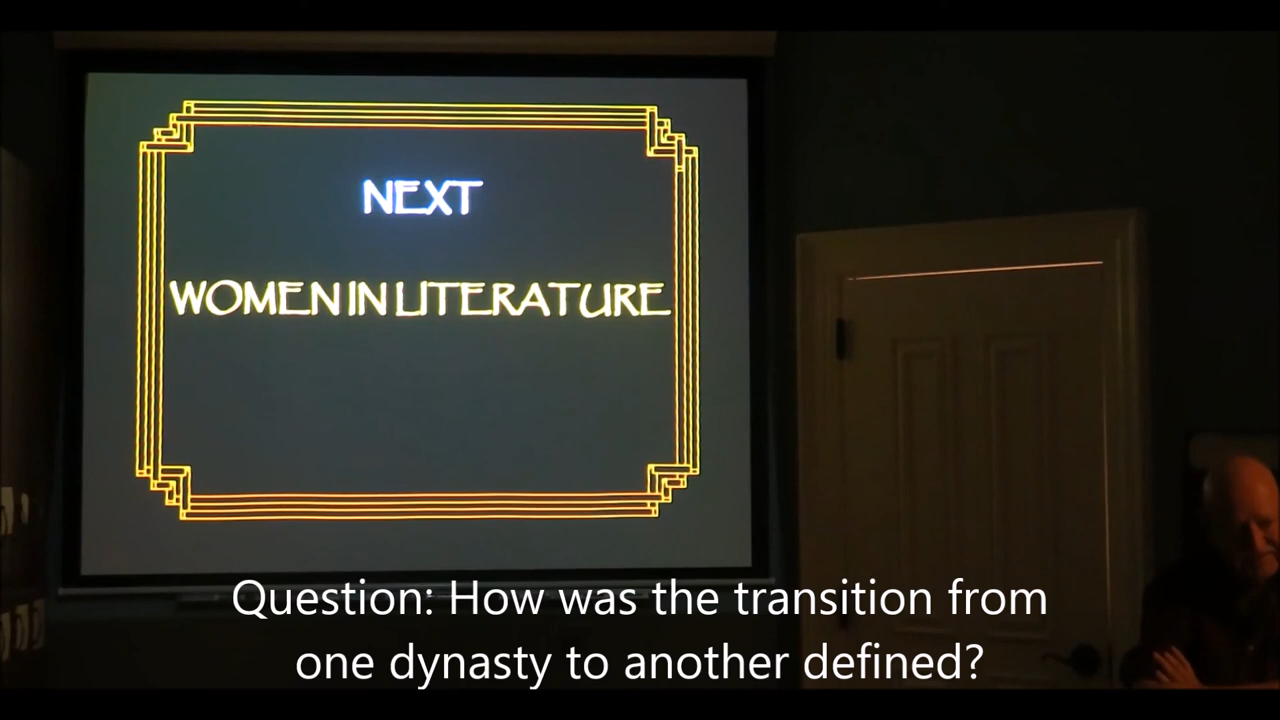 NEXT
WOMEN IN LITERATURE
Question: How was the transition from
one dynasty to another defined?